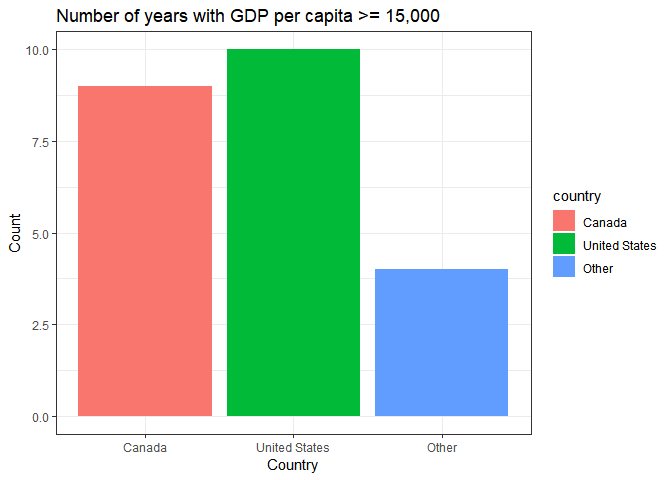 Number of years with GDP per capita >= 15,000
10.0
7.5
5.0
2.5
0.0
Count
Canada
United States
Other
Country
country
Canada
United States
Other